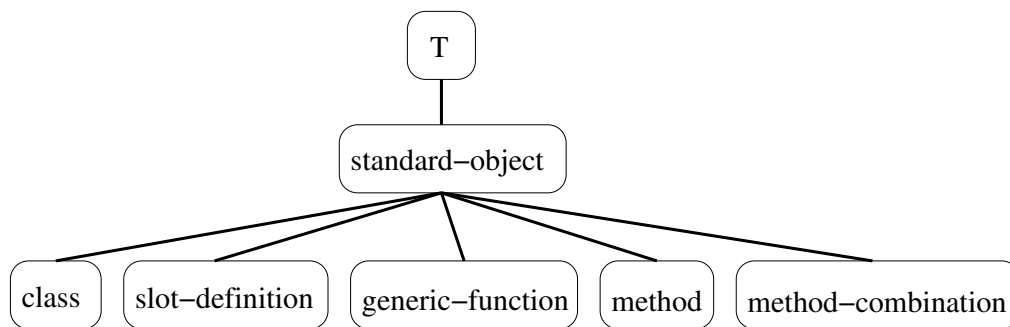 T
standard-object
class
slot-definition
generic-function
method
method-combination